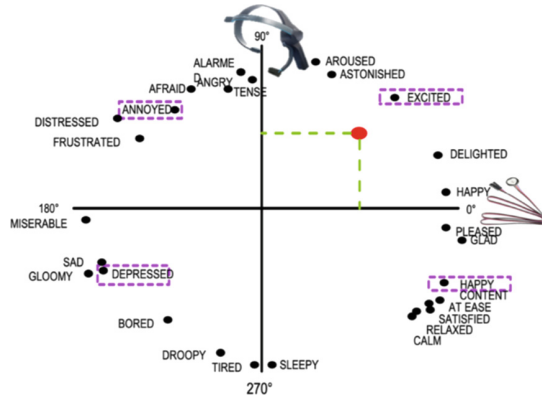 90°
ALARME
D
AROUSED
ASTONISHED
ANGRY
AFRAID
TENSE
EXCITED
ANNOYED
DISTRESSED
FRUSTRATED
DELIGHTED
HAPPY
180°
0°
MISERABLE
PLEASED
GLAD
SAD
GLOOMY
DEPRESSED
HAPPY
CONTENT
AT EASE
SATISFIED
RELAXED
CALM
BORED
DROOPY
TIRED
SLEEPY
270°